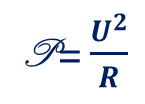 𝒫 = U² / R